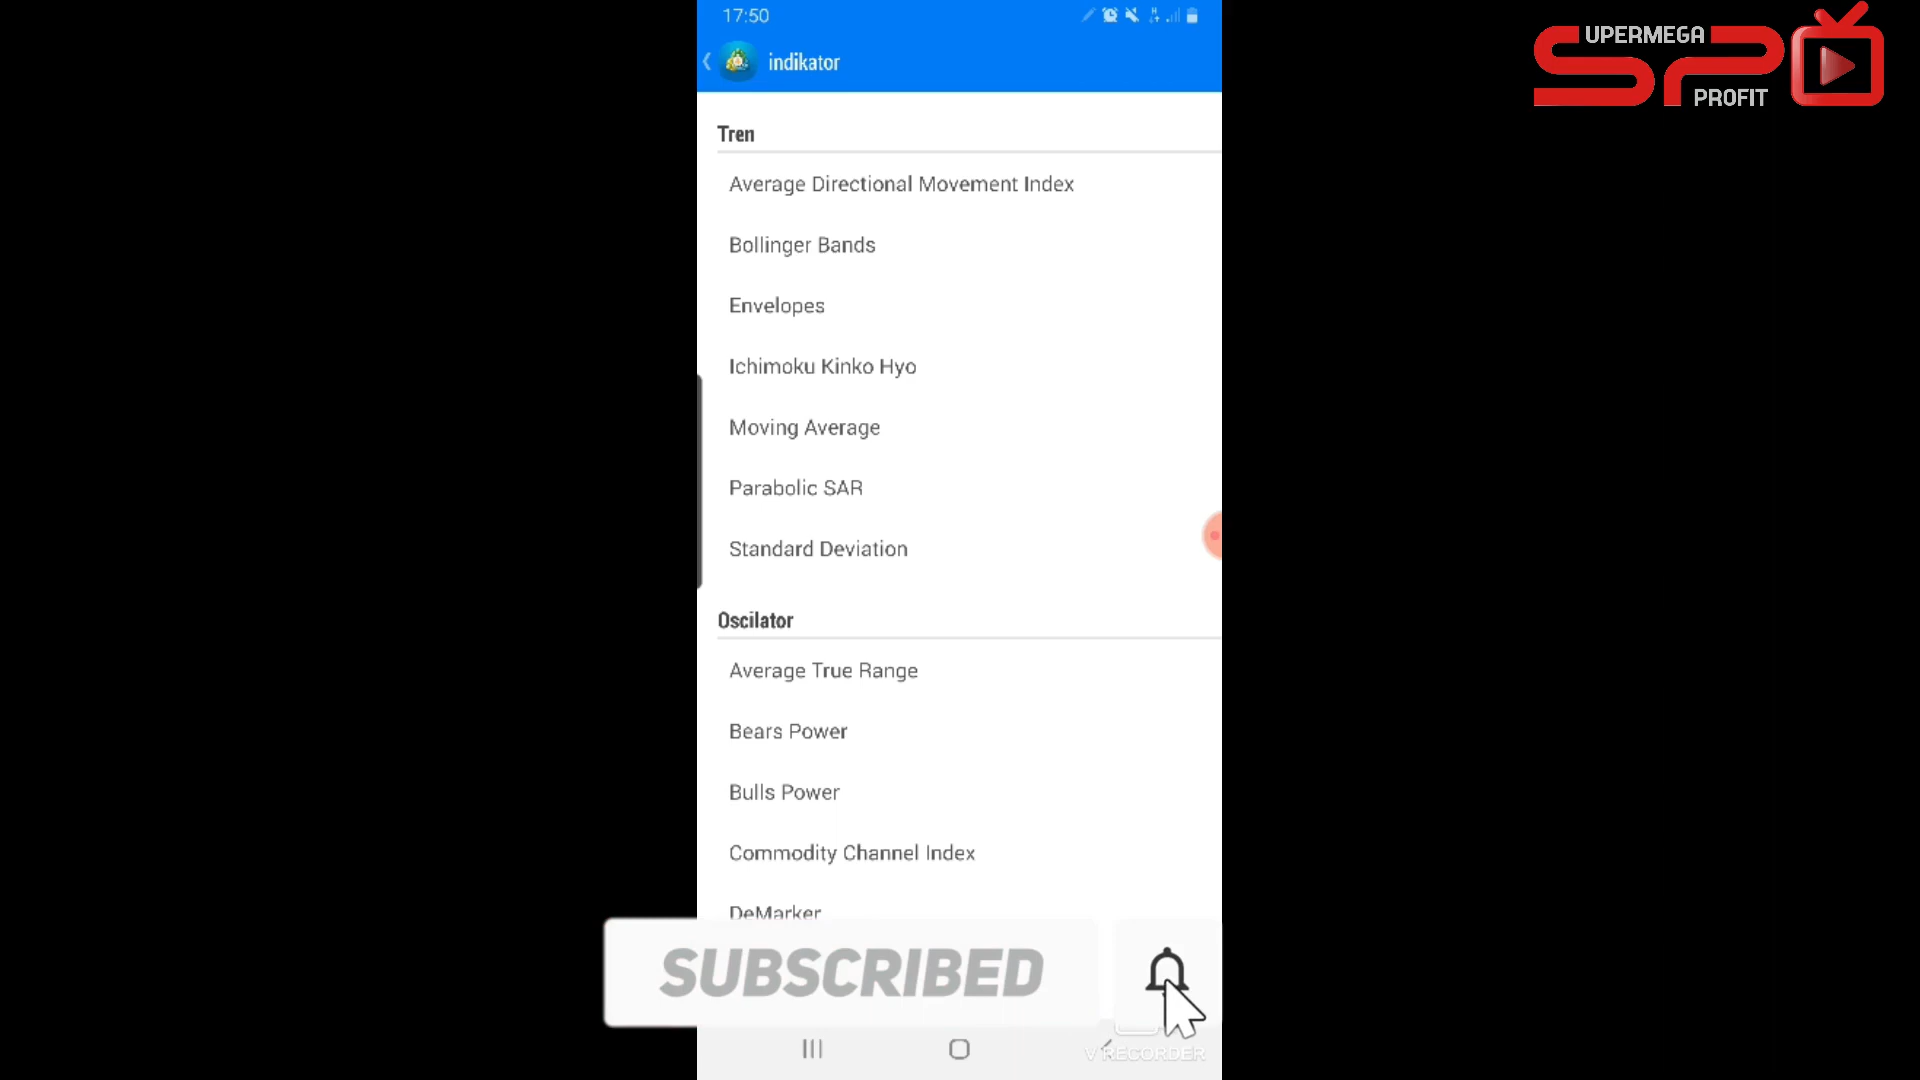 17:50
indikator
UPERMEGA
SP
PROFIT
Tren
Average Directional Movement Index
Bollinger Bands
Envelopes
Ichimoku Kinko Hyo
Moving Average
Parabolic SAR
Standard Deviation
Oscilator
Average True Range
Bears Power
Bulls Power
Commodity Channel Index
DeMarker
SUBSCRIBED
V RECORDER